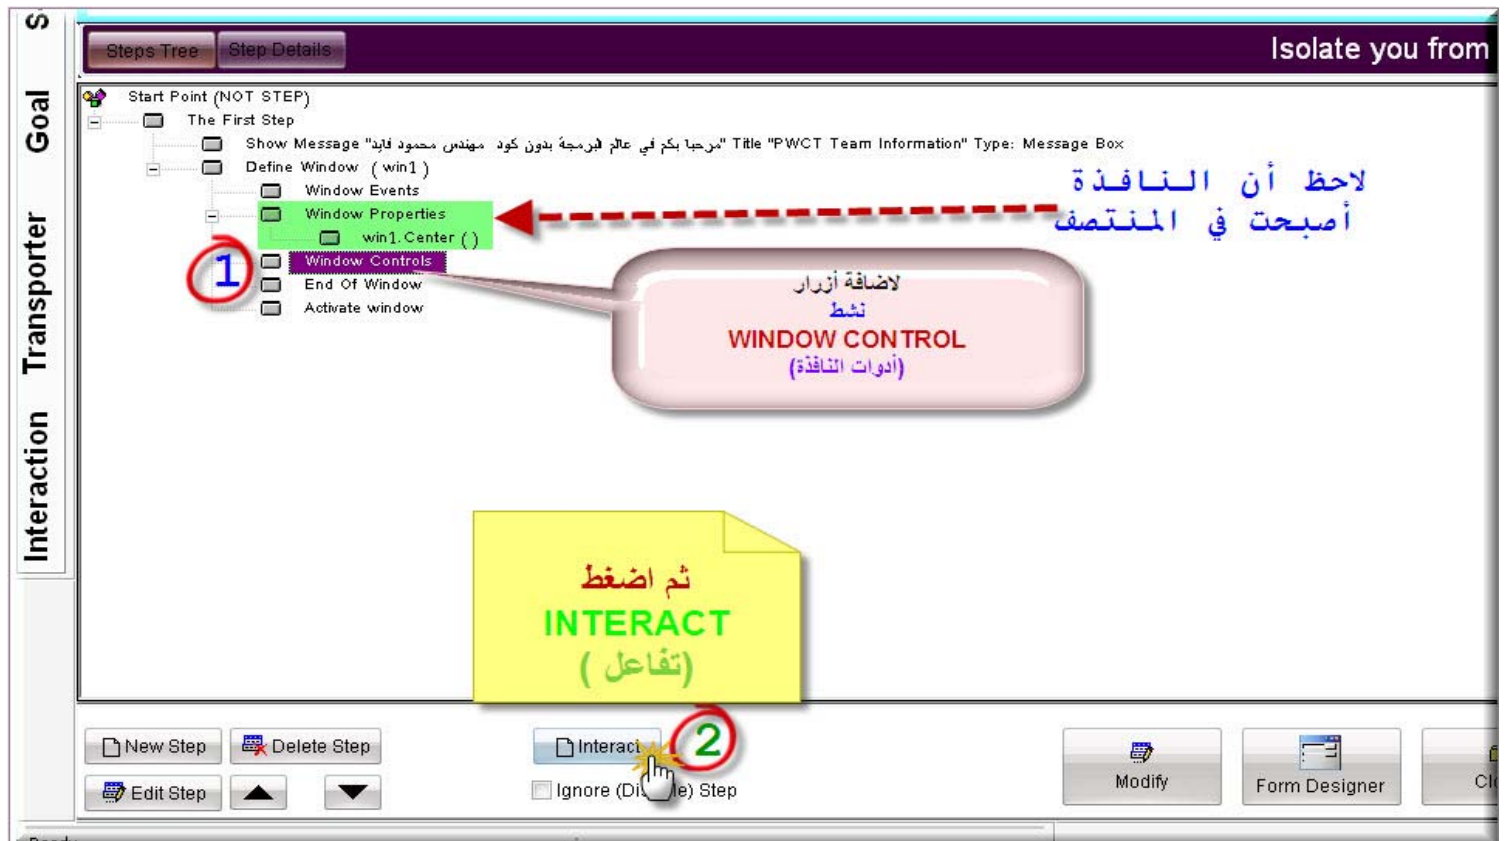 Steps Tree
Step Details
Isolate you from
Goal
Transporter
Interaction
Start Point (NOT STEP)
The First Step
Show Message "مرحبا بكم في عالم البرمجة بدون كود مهندس محمود فايد" Title "PWCT Team Information" Type: Message Box
Define Window ( win1 )
Window Events
Window Properties
win1.Center ( )
Window Controls
End Of Window
Activate window
لاحظ أن النافذة
أصبحت في المنتصف
1
لاضافة أزرار
نشط
WINDOW CONTROL
(أدوات النافذة)
ثم اضغط
INTERACT
(تفاعل )
New Step
Delete Step
Interact
2
Edit Step
Ignore (Disable) Step
Modify
Form Designer